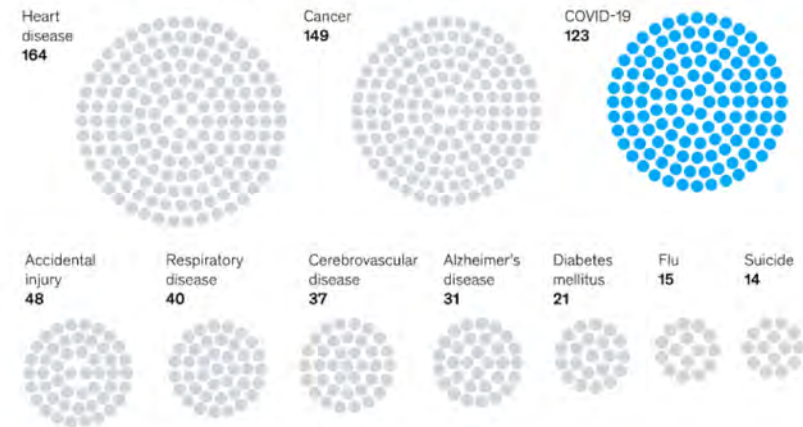 Heart
disease
164
Cancer
149
COVID-19
123
Accidental
injury
48
Respiratory
disease
40
Cerebrovascular
disease
37
Alzheimer's
disease
31
Diabetes
mellitus
21
Flu
15
Suicide
14